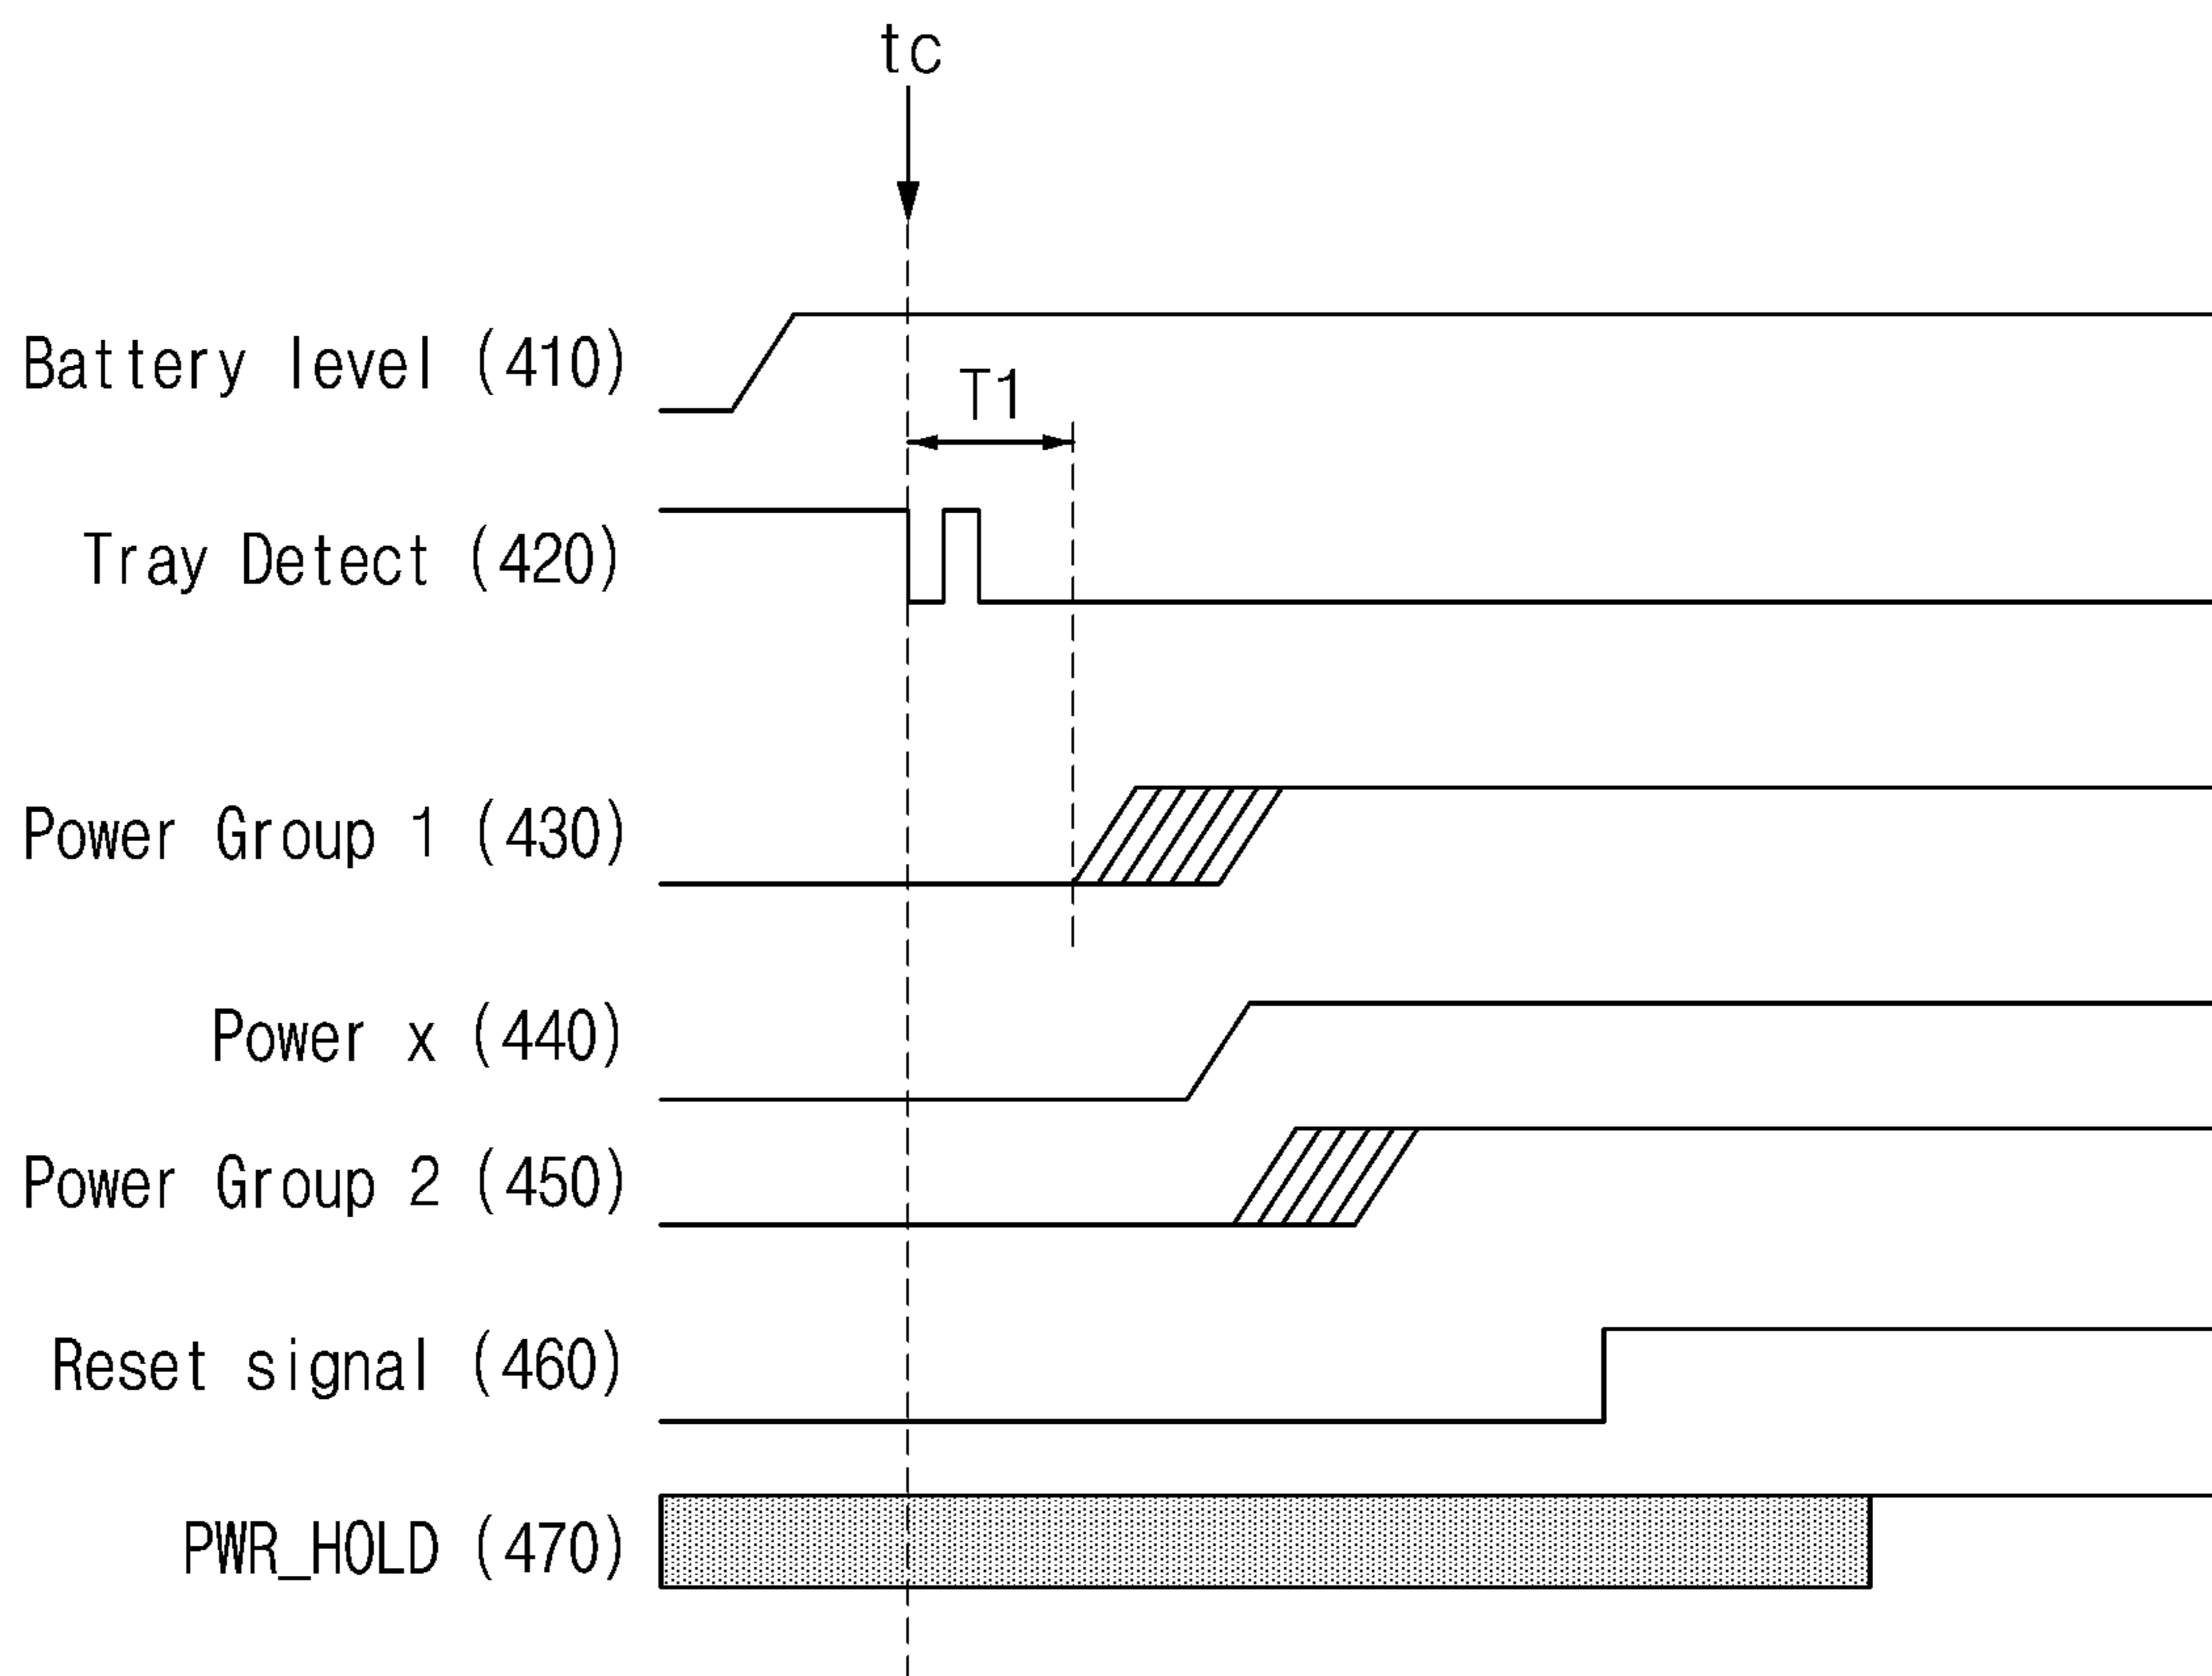 tc
Battery level (410)
T1
Tray Detect (420)
Power Group 1 (430)
Power x (440)
Power Group 2 (450)
Reset signal (460)
PWR_HOLD (470)